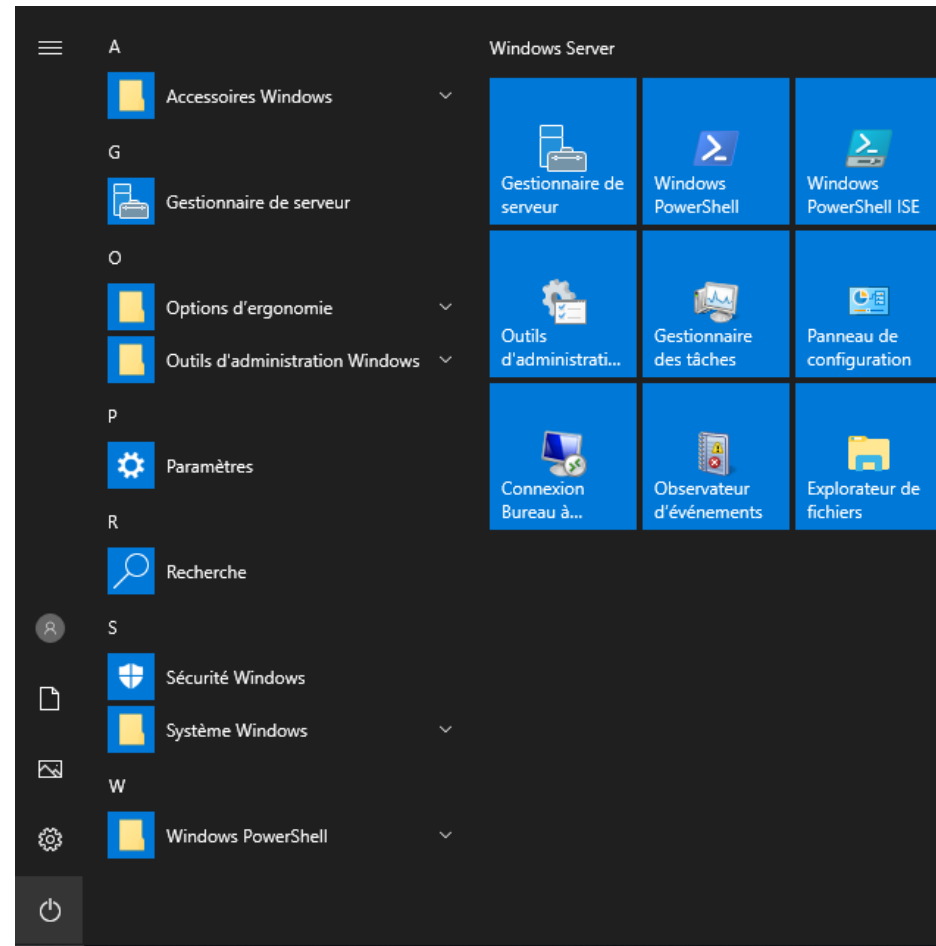 A
Accessoires Windows
G
Gestionnaire de serveur
O
Options d'ergonomie
Outils d'administration Windows
P
Paramètres
R
Recherche
S
Sécurité Windows
Système Windows
W
Windows PowerShell
Windows Server
Gestionnaire de
serveur
Windows
PowerShell
Windows
PowerShell ISE
Outils
d'administrati...
Gestionnaire
des tâches
Panneau de
configuration
Connexion
Bureau à...
Observateur
d'événements
Explorateur de
fichiers